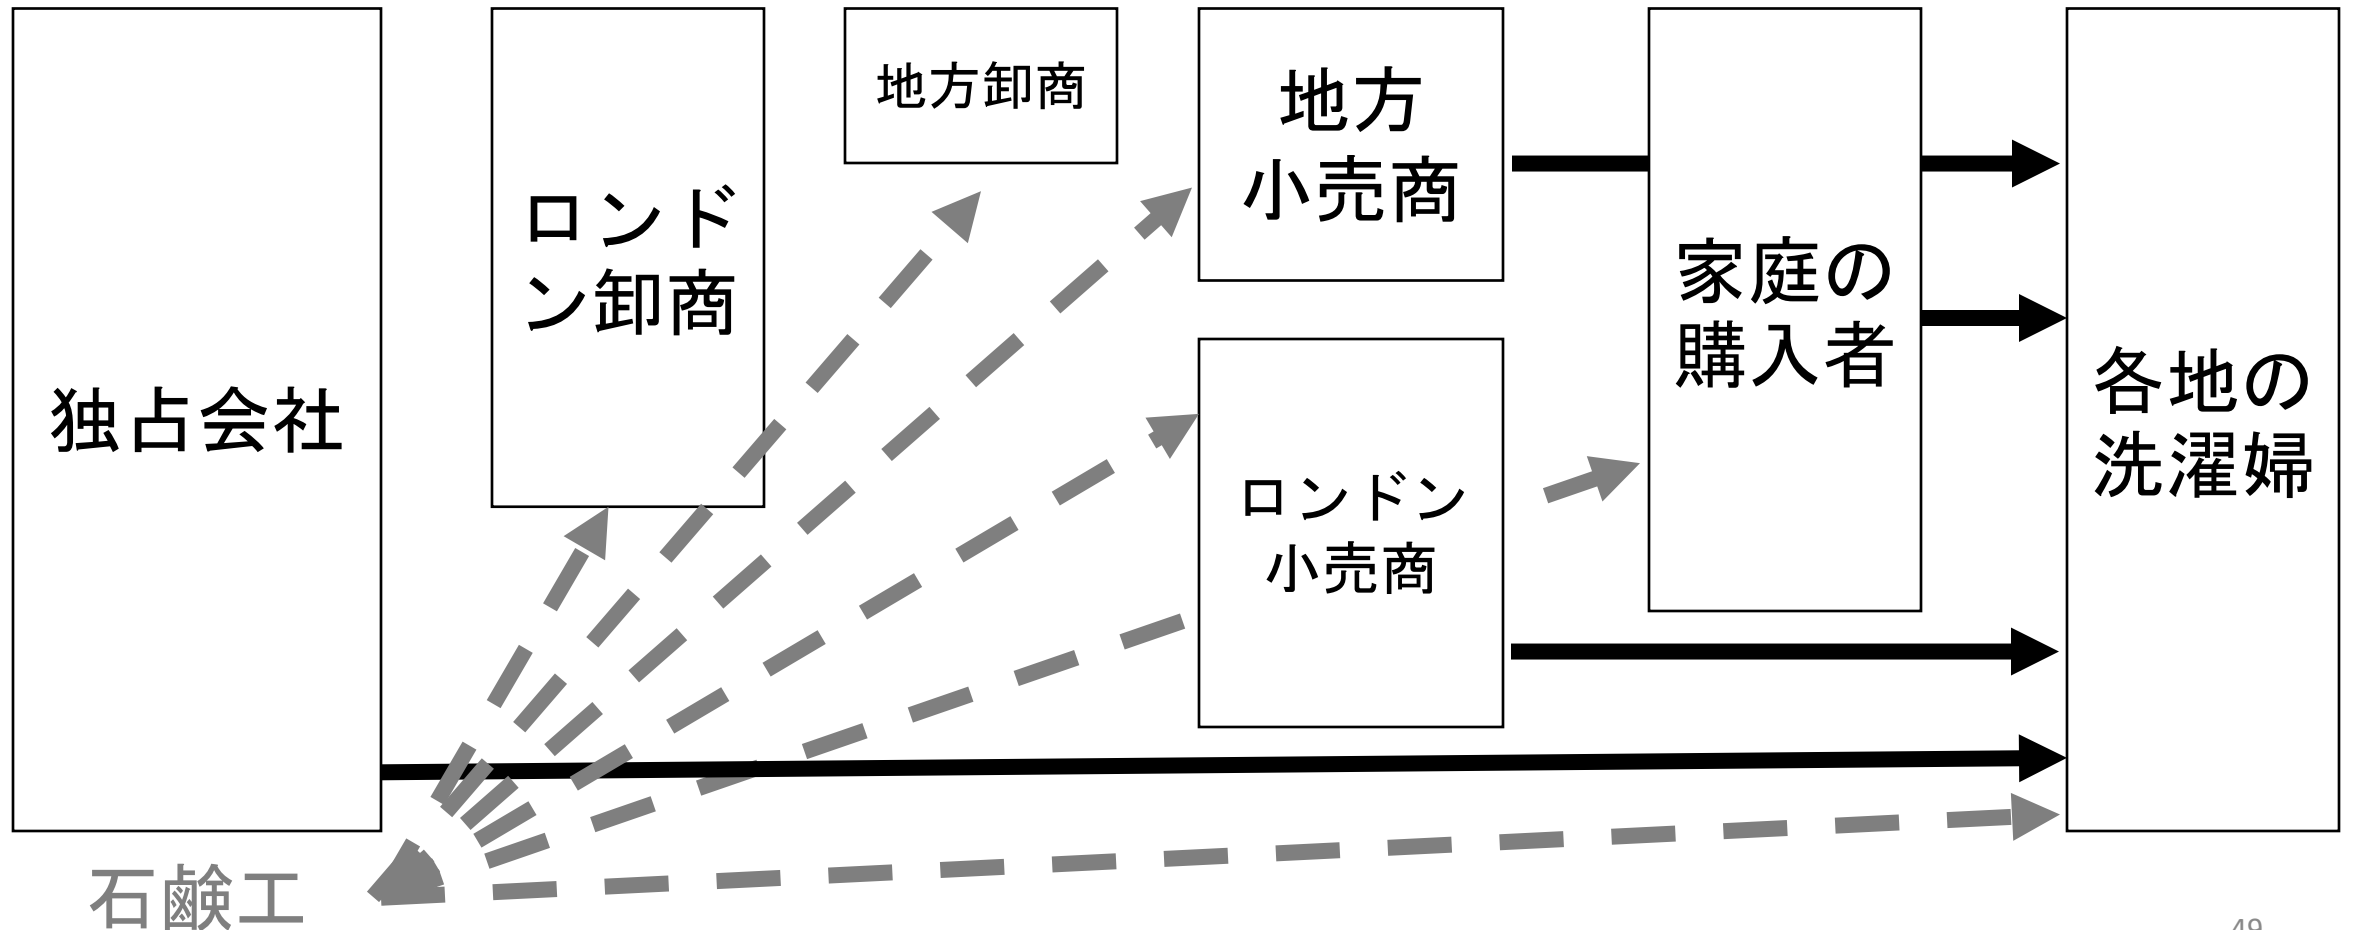 独占会社
ロンド
ン卸商
地方卸商
地方
小売商
ロンドン
小売商
家庭の
購入者
各地の
洗濯婦
石鹸工
49